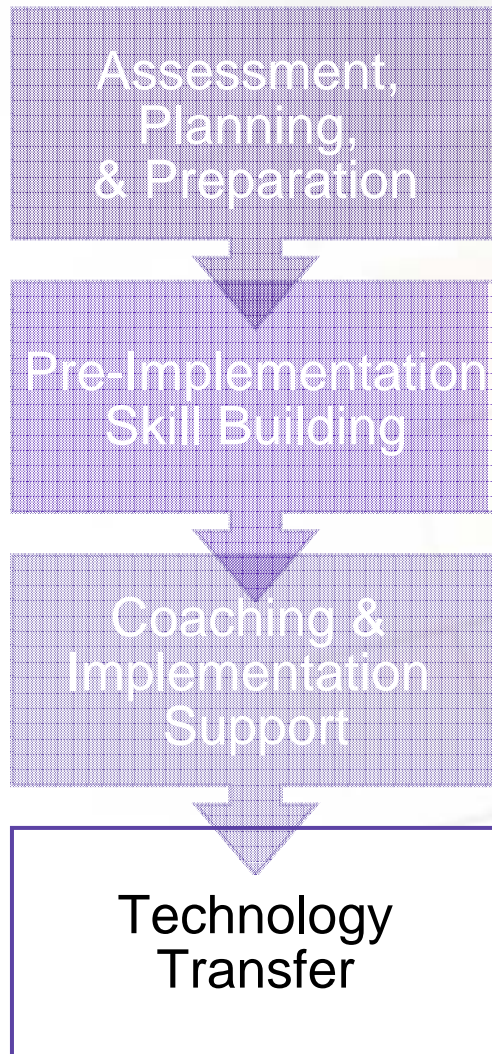 Assessment,
Planning,
& Preparation
Pre-Implementation
Skill Building
Coaching &
Implementation
Support
Technology
Transfer